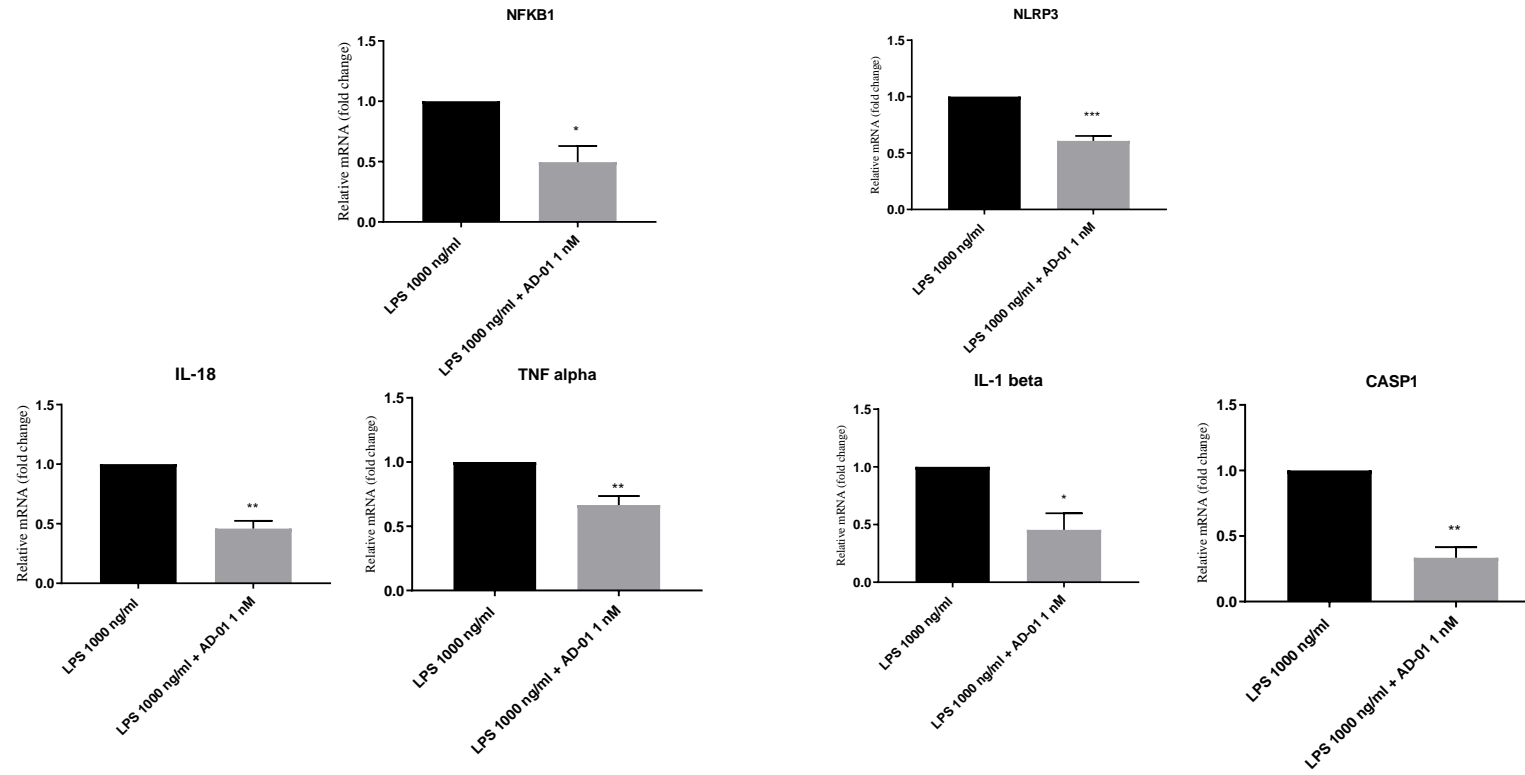 NFKB1
Relative mRNA (fold change)
1.5
1.0
0.5
0.0
*
LPS 1000 ng/ml
LPS 1000 ng/ml + AD-01 1 nM
NLRP3
Relative mRNA (fold change)
1.5
1.0
0.5
0.0
***
LPS 1000 ng/ml
LPS 1000 ng/ml + AD-01 1 nM
IL-18
Relative mRNA (fold change)
1.5
1.0
0.5
0.0
**
LPS 1000 ng/ml
LPS 1000 ng/ml + AD-01 1 nM
TNF alpha
Relative mRNA (fold change)
1.5
1.0
0.5
0.0
**
LPS 1000 ng/ml
LPS 1000 ng/ml + AD-01 1 nM
IL-1 beta
Relative mRNA (fold change)
1.5
1.0
0.5
0.0
*
LPS 1000 ng/ml
LPS 1000 ng/ml + AD-01 1 nM
CASP1
Relative mRNA (fold change)
1.5
1.0
0.5
0.0
**
LPS 1000 ng/ml
LPS 1000 ng/ml + AD-01 1 nM